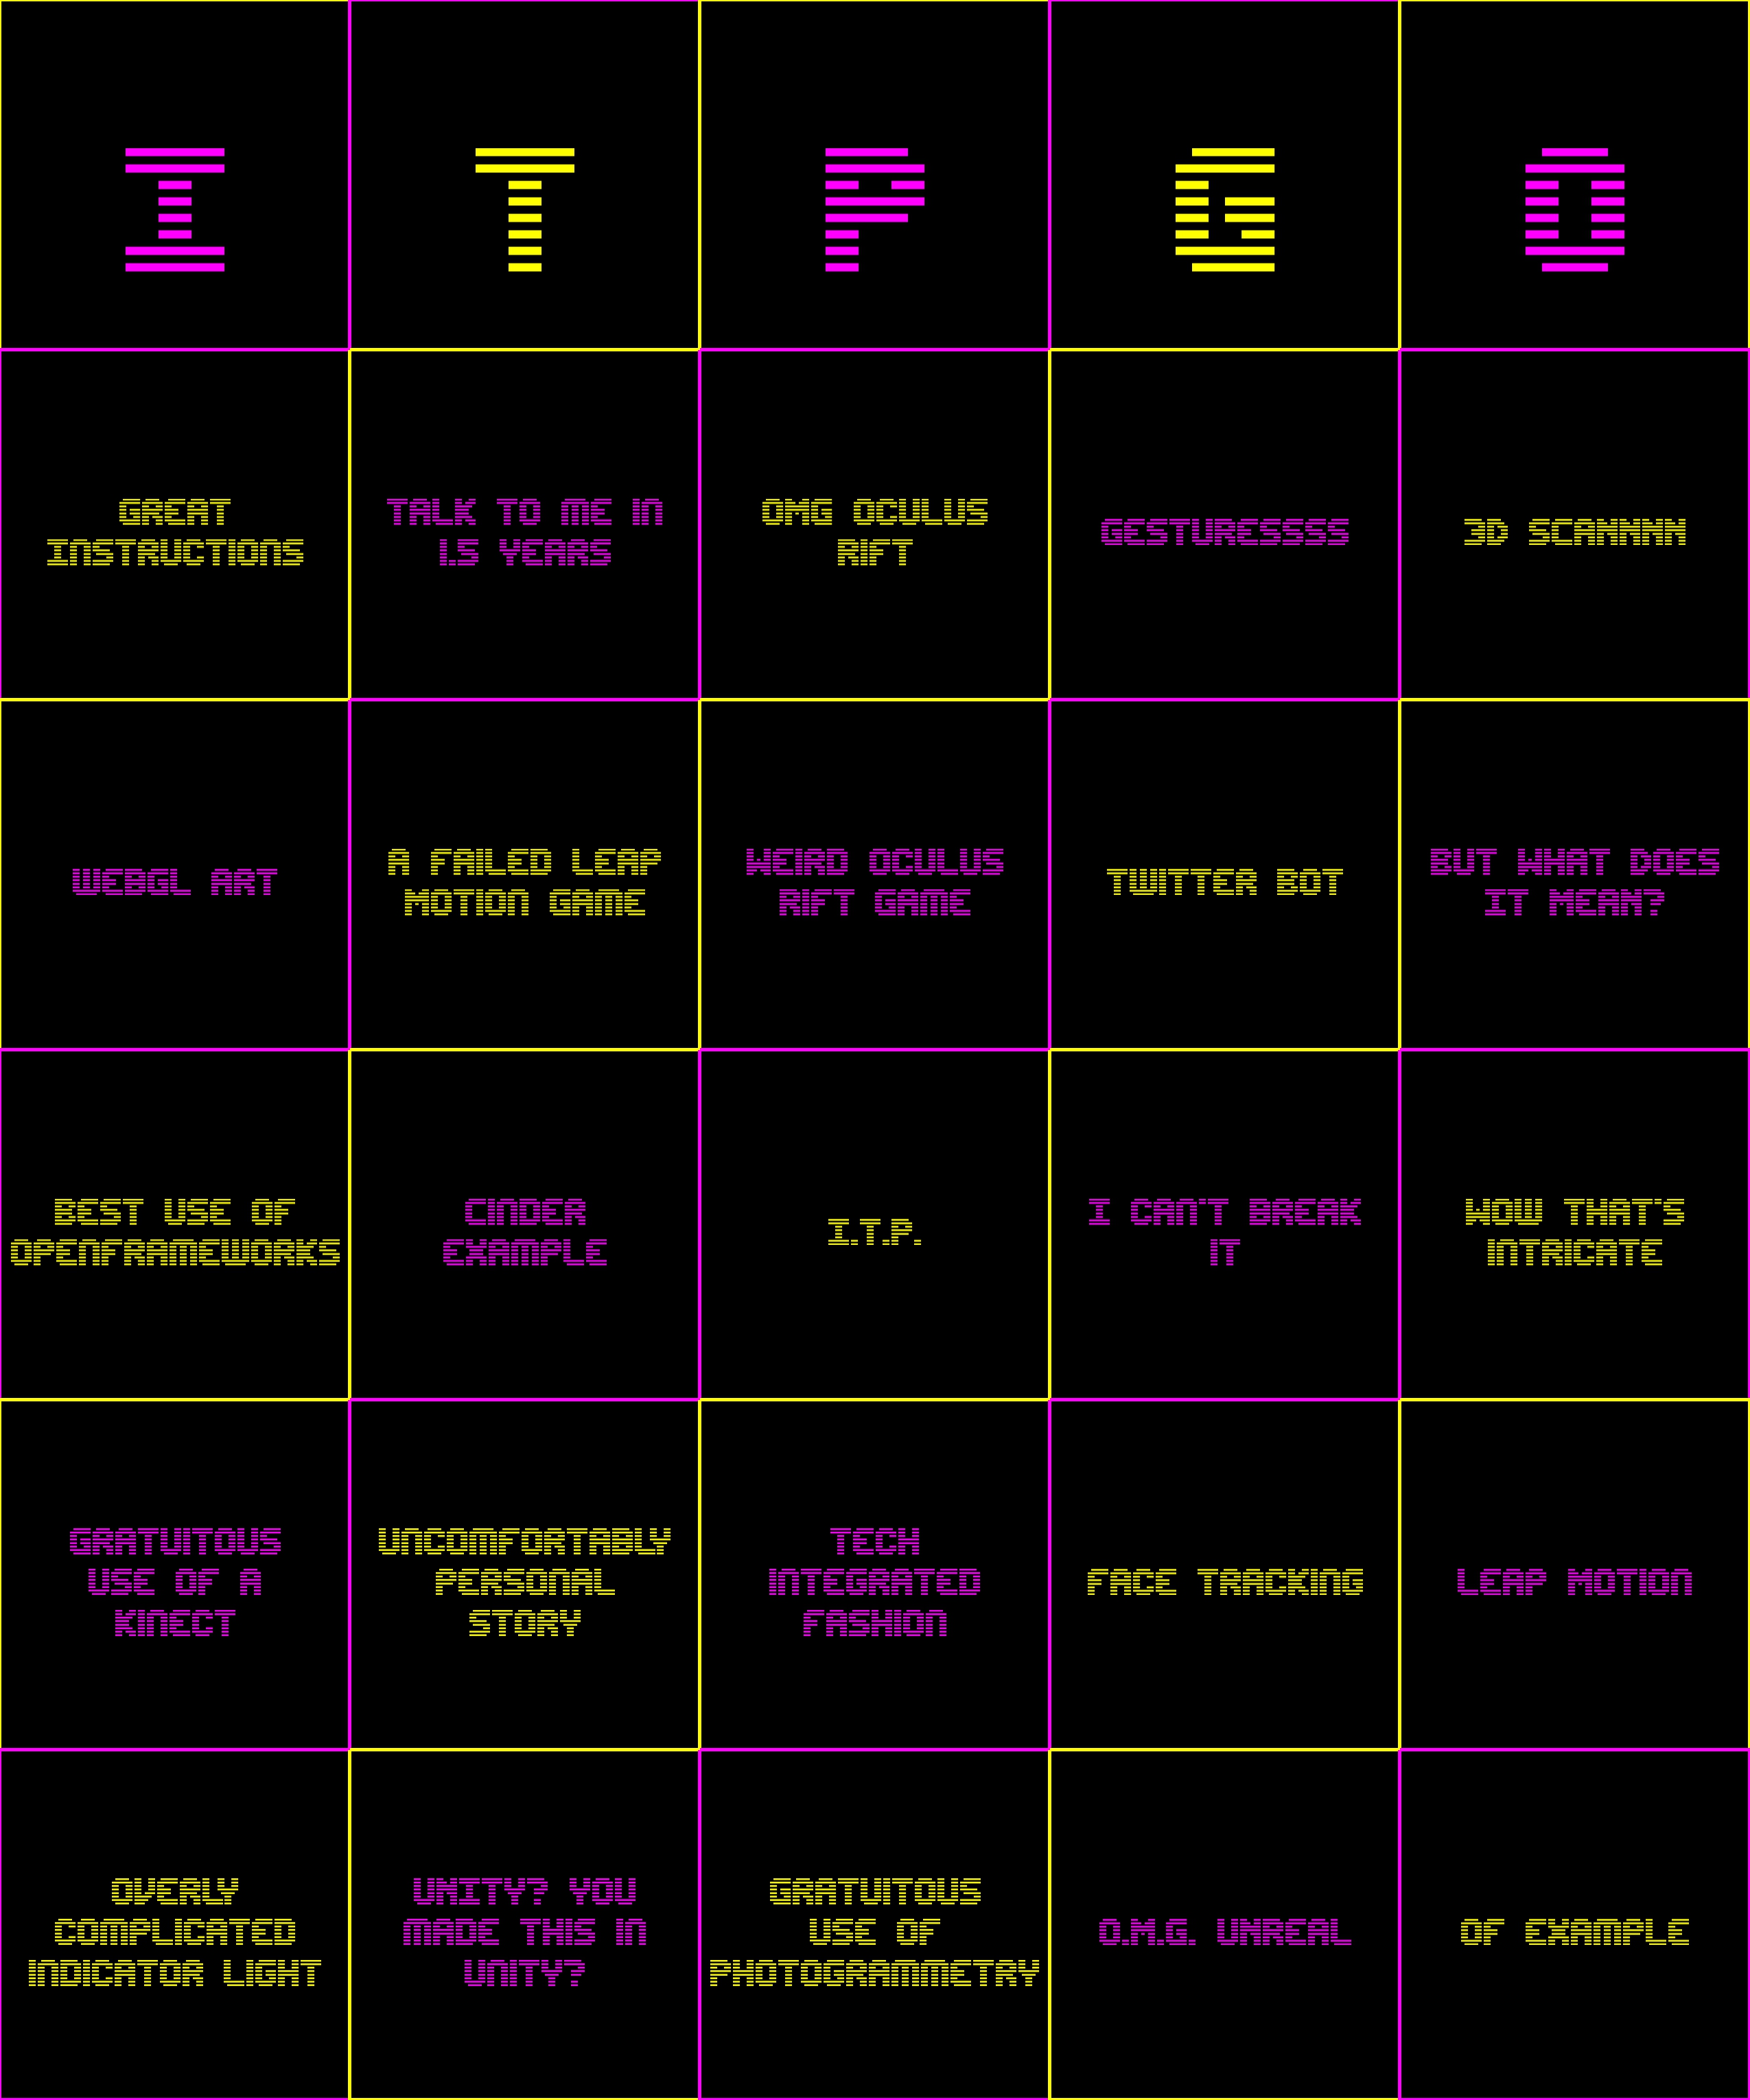 I
T
P
G
O
GREAT
INSTRUCTIONS
TALK TO ME IN
15 YEARS
OMG OCULUS
RIFT
GESTURESSSS
3D SCANNNN
WEBGL ART
A FAILED LEAP
MOTION GAME
WEIRD OCULUS
RIFT GAME
TWITTER BOT
BUT WHAT DOES
IT MEAN?
BEST USE OF
OPENFRAMEWORKS
CINDER
EXAMPLE
I.T.P.
I CAN'T BREAK
IT
WOW THAT'S
INTRICATE
GRATUITOUS
USE OF A
KINECT
UNCOMFORTABLY
PERSONAL
STORY
TECH
INTEGRATED
FASHION
FACE TRACKING
LEAP MOTION
OVERLY
COMPLICATED
INDICATOR LIGHT
UNITY? YOU
MADE THIS IN
UNITY?
GRATUITOUS
USE OF
PHOTOGRAMMETRY
O.M.G. UNREAL
OF EXAMPLE